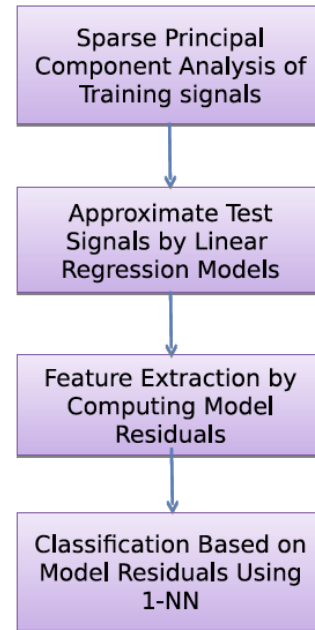 Sparse Principal
Component Analysis of
Training signals
Approximate Test
Signals by Linear
Regression Models
Feature Extraction by
Computing Model
Residuals
Classification Based on
Model Residuals Using
1-NN